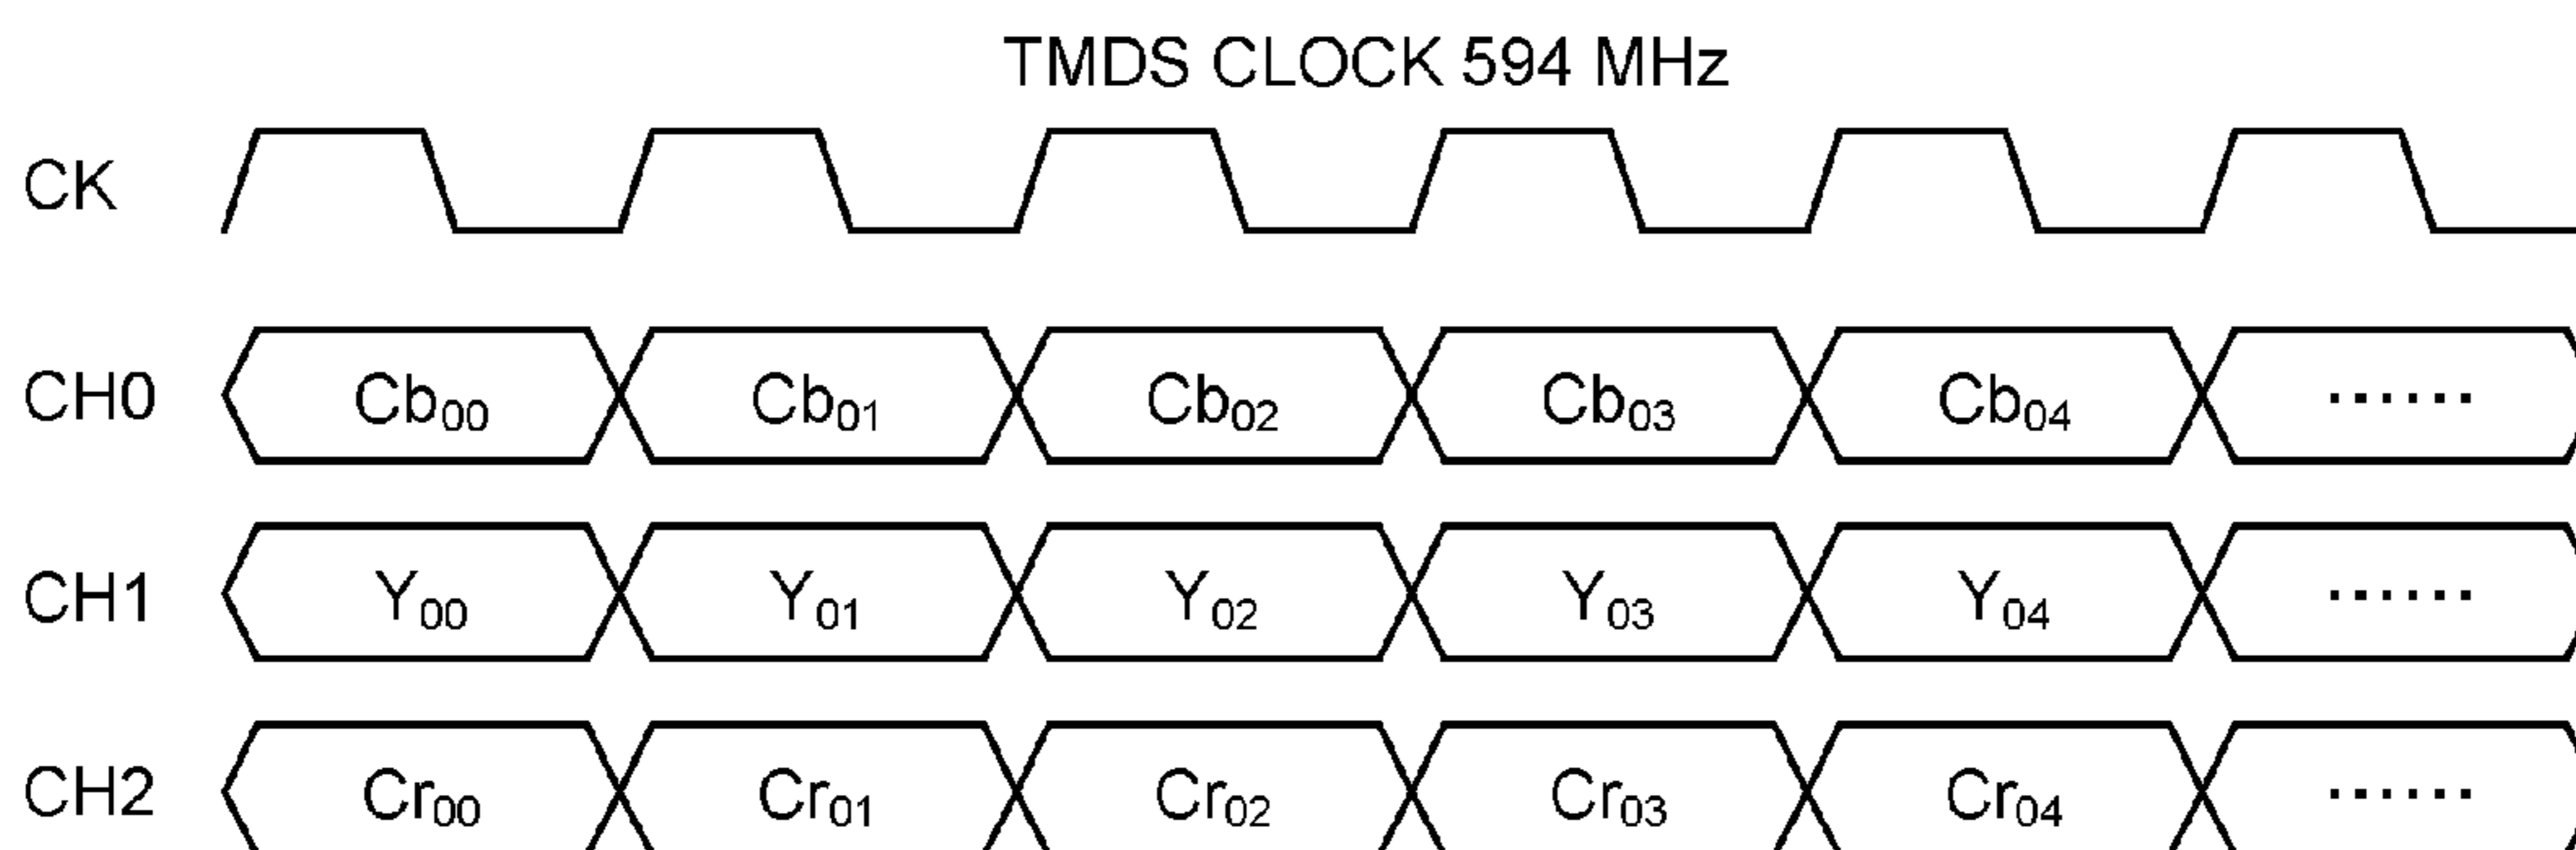 TMDS CLOCK 594 MHz
CK
CH0 Cb00 Cb01 Cb02 Cb03 Cb04 ......
CH1 Y00 Y01 Y02 Y03 Y04 ......
CH2 Cr00 Cr01 Cr02 Cr03 Cr04 ......